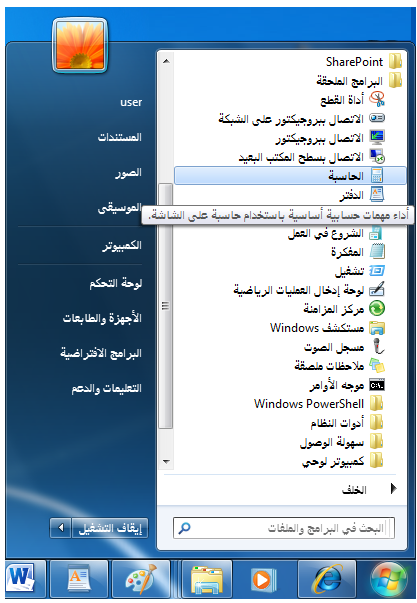 SharePoint
البرامج الملحقة
أداة القطع
الاتصال ببروجيكتور على الشبكة
الاتصال ببروجيكتور
الاتصال بسطح المكتب البعيد
الحاسبة
الدفتر
أداء مهمات حسابية أساسية باستخدام حاسبة على الشاشة.
الشروع في العمل
المفكرة
تشغيل
لوحة إدخال العمليات الرياضية
مركز المزامنة
مستكشف Windows
مسجل الصوت
ملاحظات ملصقة
موجه الأوامر
Windows PowerShell
أدوات النظام
سهولة الوصول
كمبيوتر لوحي
الخلف
البحث في البرامج والملفات
user
المستندات
الصور
الموسيقى
الكمبيوتر
لوحة التحكم
الأجهزة والطابعات
البرامج الافتراضية
التعليمات والدعم
إيقاف التشغيل